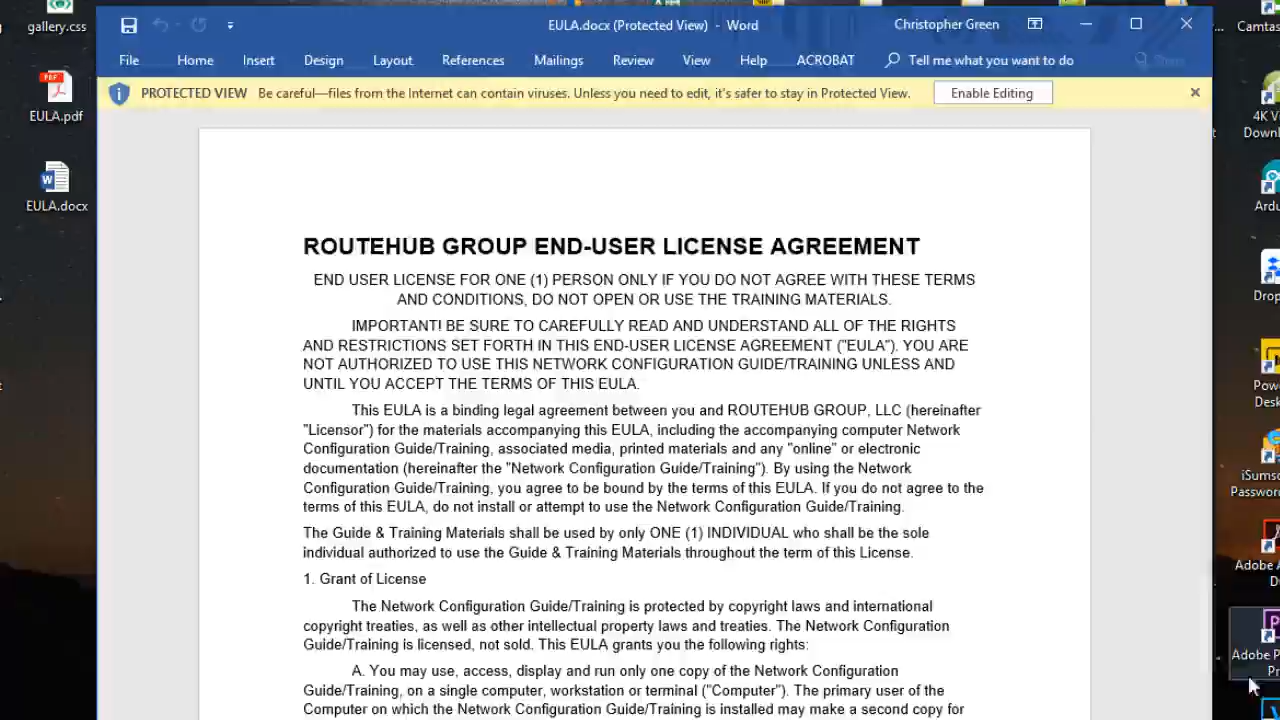 gallery.css
EULA.docx (Protected View) - Word
Christopher Green
Camtas
File Home Insert Design Layout References Mailings Review View Help ACROBAT Tell me what you want to do Share
PDF
EULA.pdf
PROTECTED VIEW Be careful—files from the Internet can contain viruses. Unless you need to edit, it's safer to stay in Protected View. Enable Editing
4K Vi
Downl
EULA.docx
Ardu
ROUTEHUB GROUP END-USER LICENSE AGREEMENT
END USER LICENSE FOR ONE (1) PERSON ONLY IF YOU DO NOT AGREE WITH THESE TERMS
AND CONDITIONS, DO NOT OPEN OR USE THE TRAINING MATERIALS.
Drop
IMPORTANT! BE SURE TO CAREFULLY READ AND UNDERSTAND ALL OF THE RIGHTS
AND RESTRICTIONS SET FORTH IN THIS END-USER LICENSE AGREEMENT ("EULA"). YOU ARE
NOT AUTHORIZED TO USE THIS NETWORK CONFIGURATION GUIDE/TRAINING UNLESS AND
UNTIL YOU ACCEPT THE TERMS OF THIS EULA.
Powe
Desk
This EULA is a binding legal agreement between you and ROUTEHUB GROUP, LLC (hereinafter
"Licensor") for the materials accompanying this EULA, including the accompanying computer Network
Configuration Guide/Training, associated media, printed materials and any "online" or electronic
documentation (hereinafter the "Network Configuration Guide/Training"). By using the Network
Configuration Guide/Training, you agree to be bound by the terms of this EULA. If you do not agree to the
terms of this EULA, do not install or attempt to use the Network Configuration Guide/Training.
iSumso
Passwor
The Guide & Training Materials shall be used by only ONE (1) INDIVIDUAL who shall be the sole
individual authorized to use the Guide & Training Materials throughout the term of this License.
Adobe A
D
1. Grant of License
The Network Configuration Guide/Training is protected by copyright laws and international
copyright treaties, as well as other intellectual property laws and treaties. The Network Configuration
Guide/Training is licensed, not sold. This EULA grants you the following rights:
Adobe P
Pr
A. You may use, access, display and run only one copy of the Network Configuration
Guide/Training, on a single computer, workstation or terminal ("Computer"). The primary user of the
Computer on which the Network Configuration Guide/Training is installed may make a second copy for